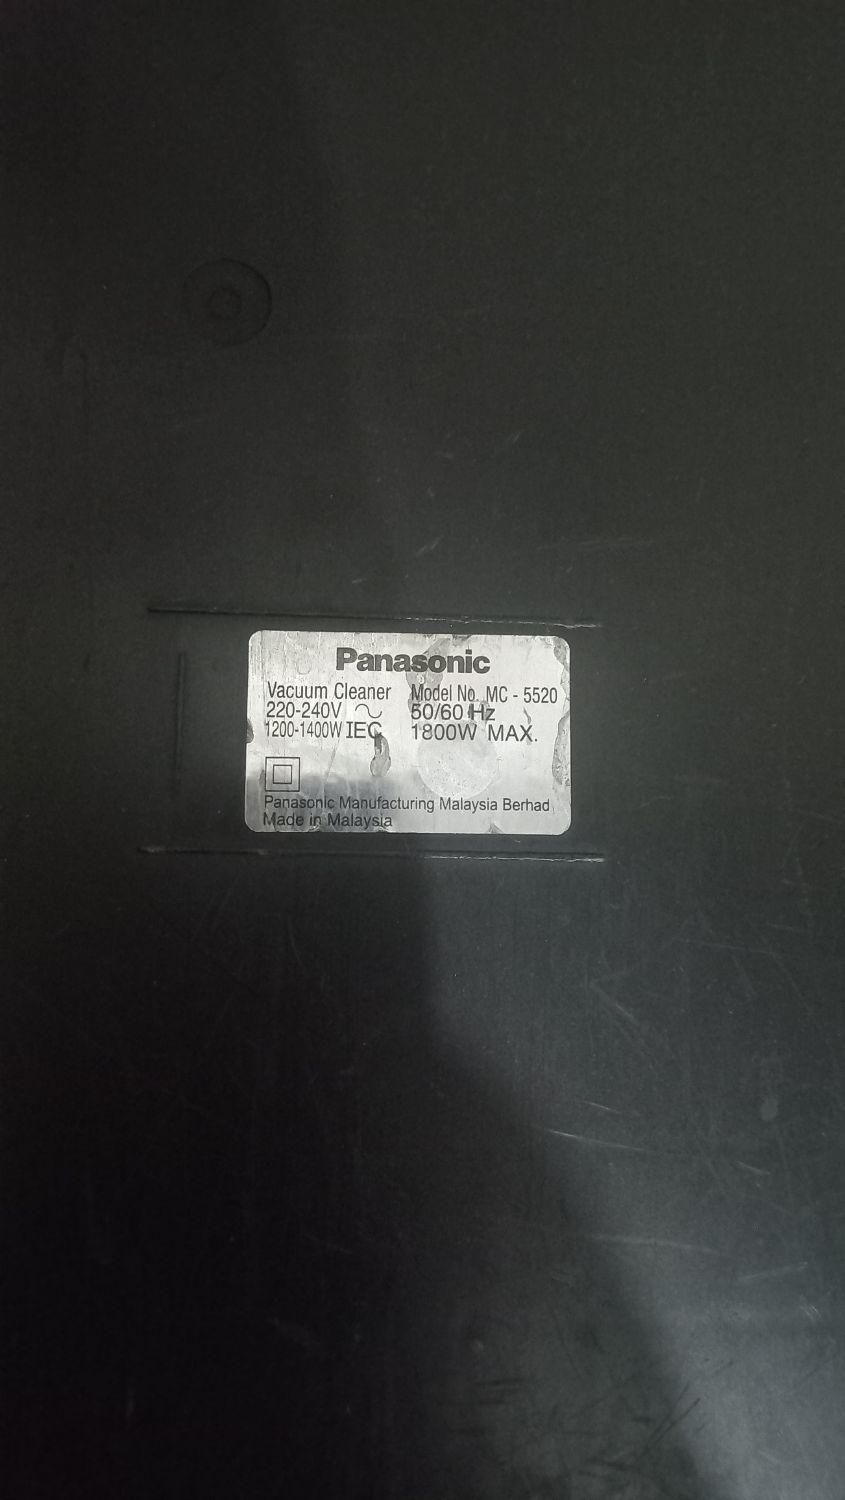 Panasonic
Vacuum Cleaner Model No. MC - 5520
220-240V ∿ 50/60 Hz
1200-1400W IEC 1800W MAX.
Panasonic Manufacturing Malaysia Berhad
Made in Malaysia